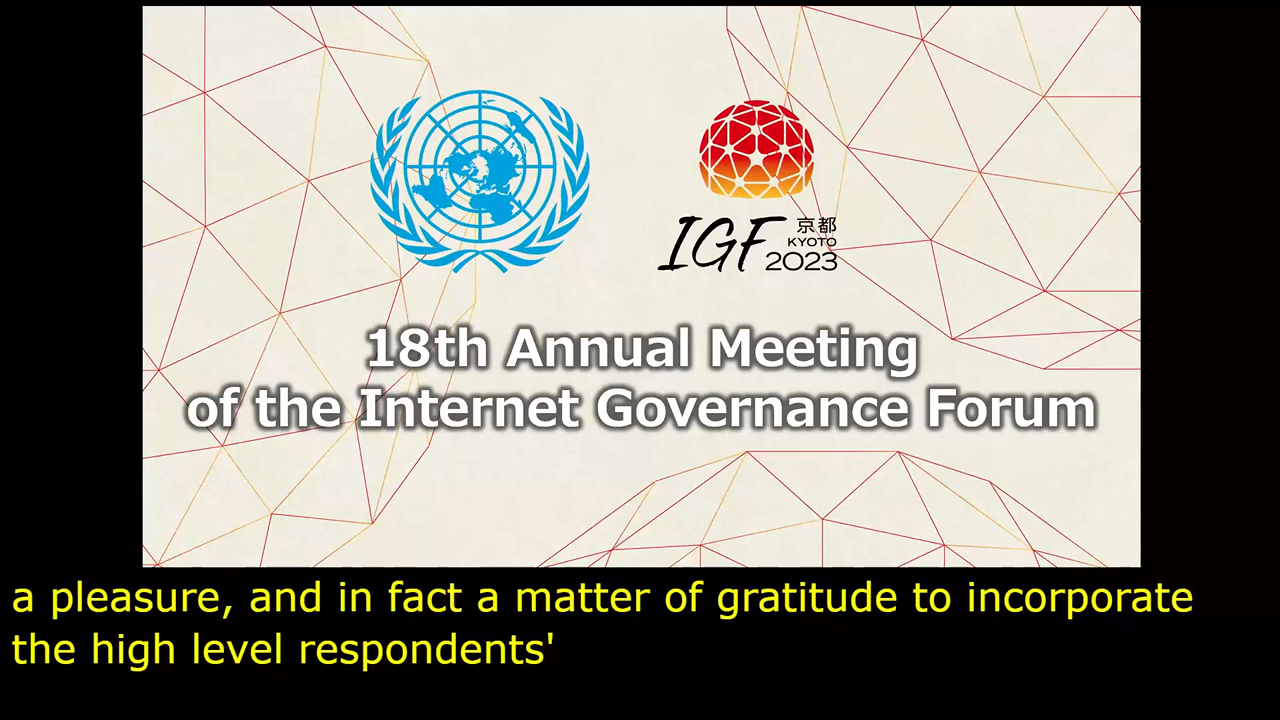 IGF 京都
KYOTO
2023
18th Annual Meeting
of the Internet Governance Forum
a pleasure, and in fact a matter of gratitude to incorporate
the high level respondents'